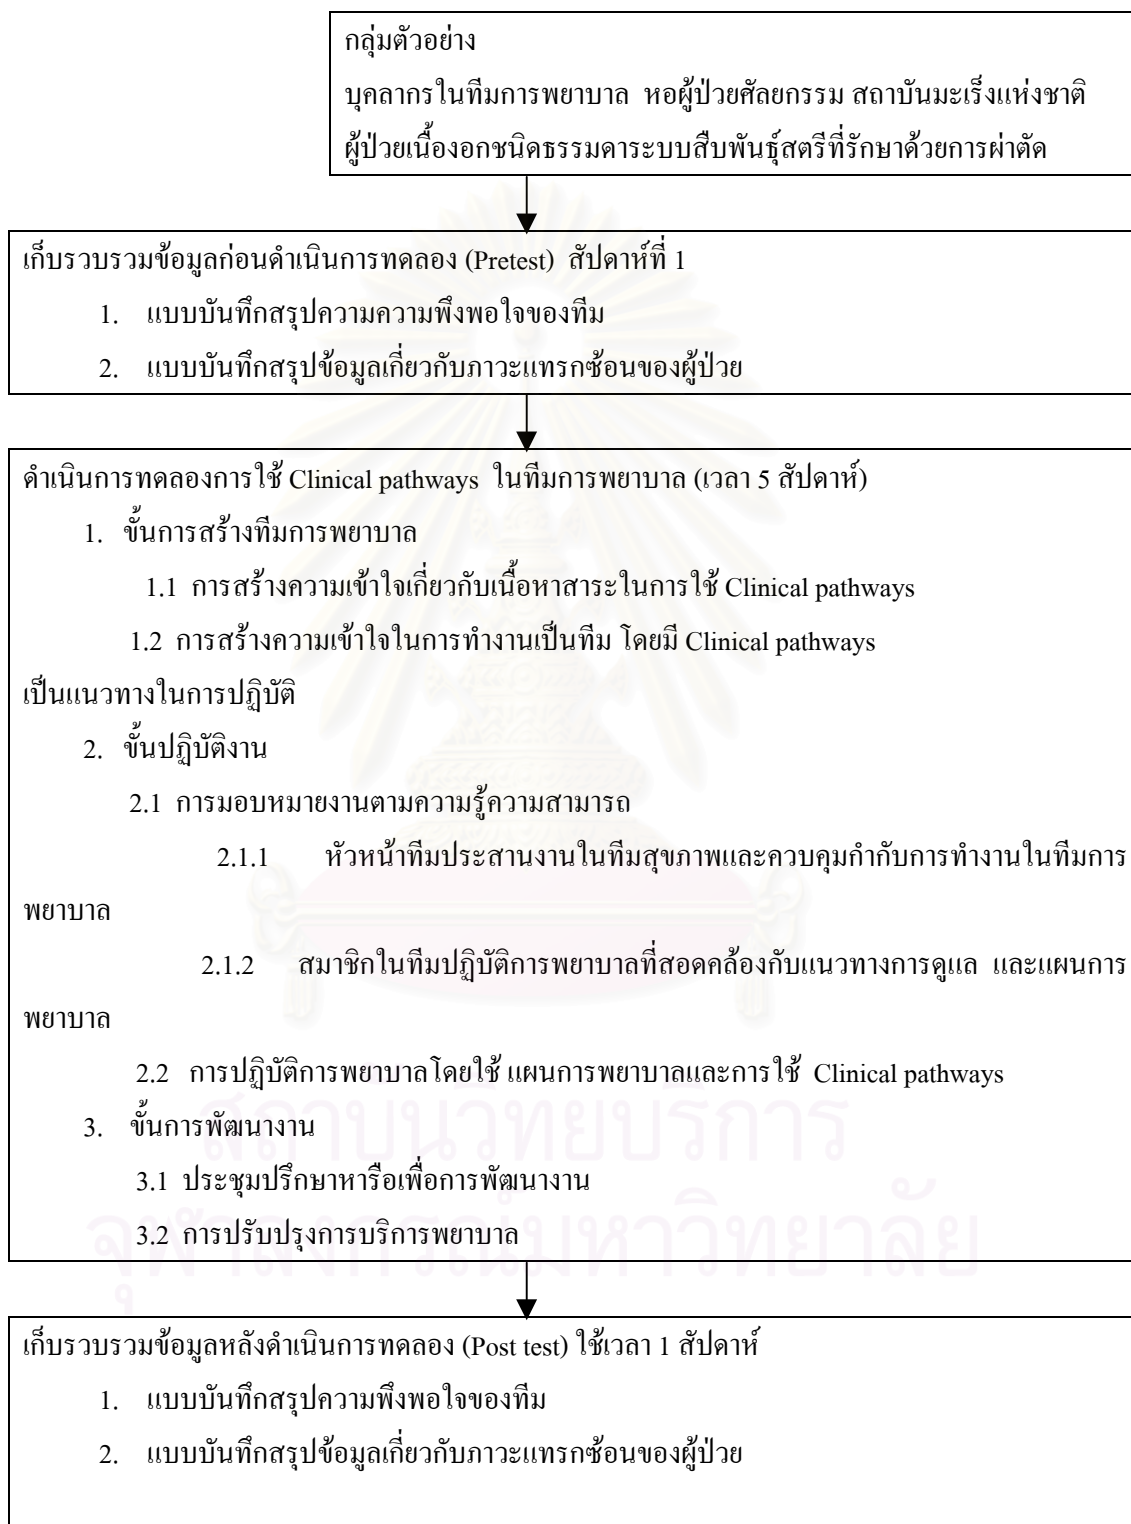 กลุ่มตัวอย่าง
บุคลากรในทีมการพยาบาล หอผู้ป่วยศัลยกรรม สถาบันมะเร็งแห่งชาติ
ผู้ป่วยเนื้องอกชนิดธรรมดาระบบสืบพันธุ์สตรีที่รักษาด้วยการผ่าตัด
เก็บรวบรวมข้อมูลก่อนดำเนินการทดลอง (Pretest) สัปดาห์ที่ 1
1. แบบบันทึกสรุปความความพึงพอใจของทีม
2. แบบบันทึกสรุปข้อมูลเกี่ยวกับภาวะแทรกซ้อนของผู้ป่วย
ดำเนินการทดลองการใช้ Clinical pathways ในทีมการพยาบาล (เวลา 5 สัปดาห์)
1. ขั้นการสร้างทีมการพยาบาล
1.1 การสร้างความเข้าใจเกี่ยวกับเนื้อหาสาระในการใช้ Clinical pathways
1.2 การสร้างความเข้าใจในการทำงานเป็นทีม โดยมี Clinical pathways
เป็นแนวทางในการปฏิบัติ
2. ขั้นปฏิบัติงาน
2.1 การมอบหมายงานตามความรู้ความสามารถ
2.1.1 หัวหน้าทีมประสานงานในทีมสุขภาพและควบคุมกำกับการทำงานในทีมการ
พยาบาล
2.1.2 สมาชิกในทีมปฏิบัติการพยาบาลที่สอดคล้องกับแนวทางการดูแล และแผนการ
พยาบาล
2.2 การปฏิบัติการพยาบาลโดยใช้ แผนการพยาบาลและการใช้ Clinical pathways
สถาบันวิทยบริการ
3. ขั้นการพัฒนางาน
3.1 ประชุมปรึกษาหารือเพื่อการพัฒนางาน
จุฬาลงกรณ์มหาวิทยาลัย
3.2 การปรับปรุงการบริการพยาบาล
เก็บรวบรวมข้อมูลหลังดำเนินการทดลอง (Post test) ใช้เวลา 1 สัปดาห์
1. แบบบันทึกสรุปความพึงพอใจของทีม
2. แบบบันทึกสรุปข้อมูลเกี่ยวกับภาวะแทรกซ้อนของผู้ป่วย